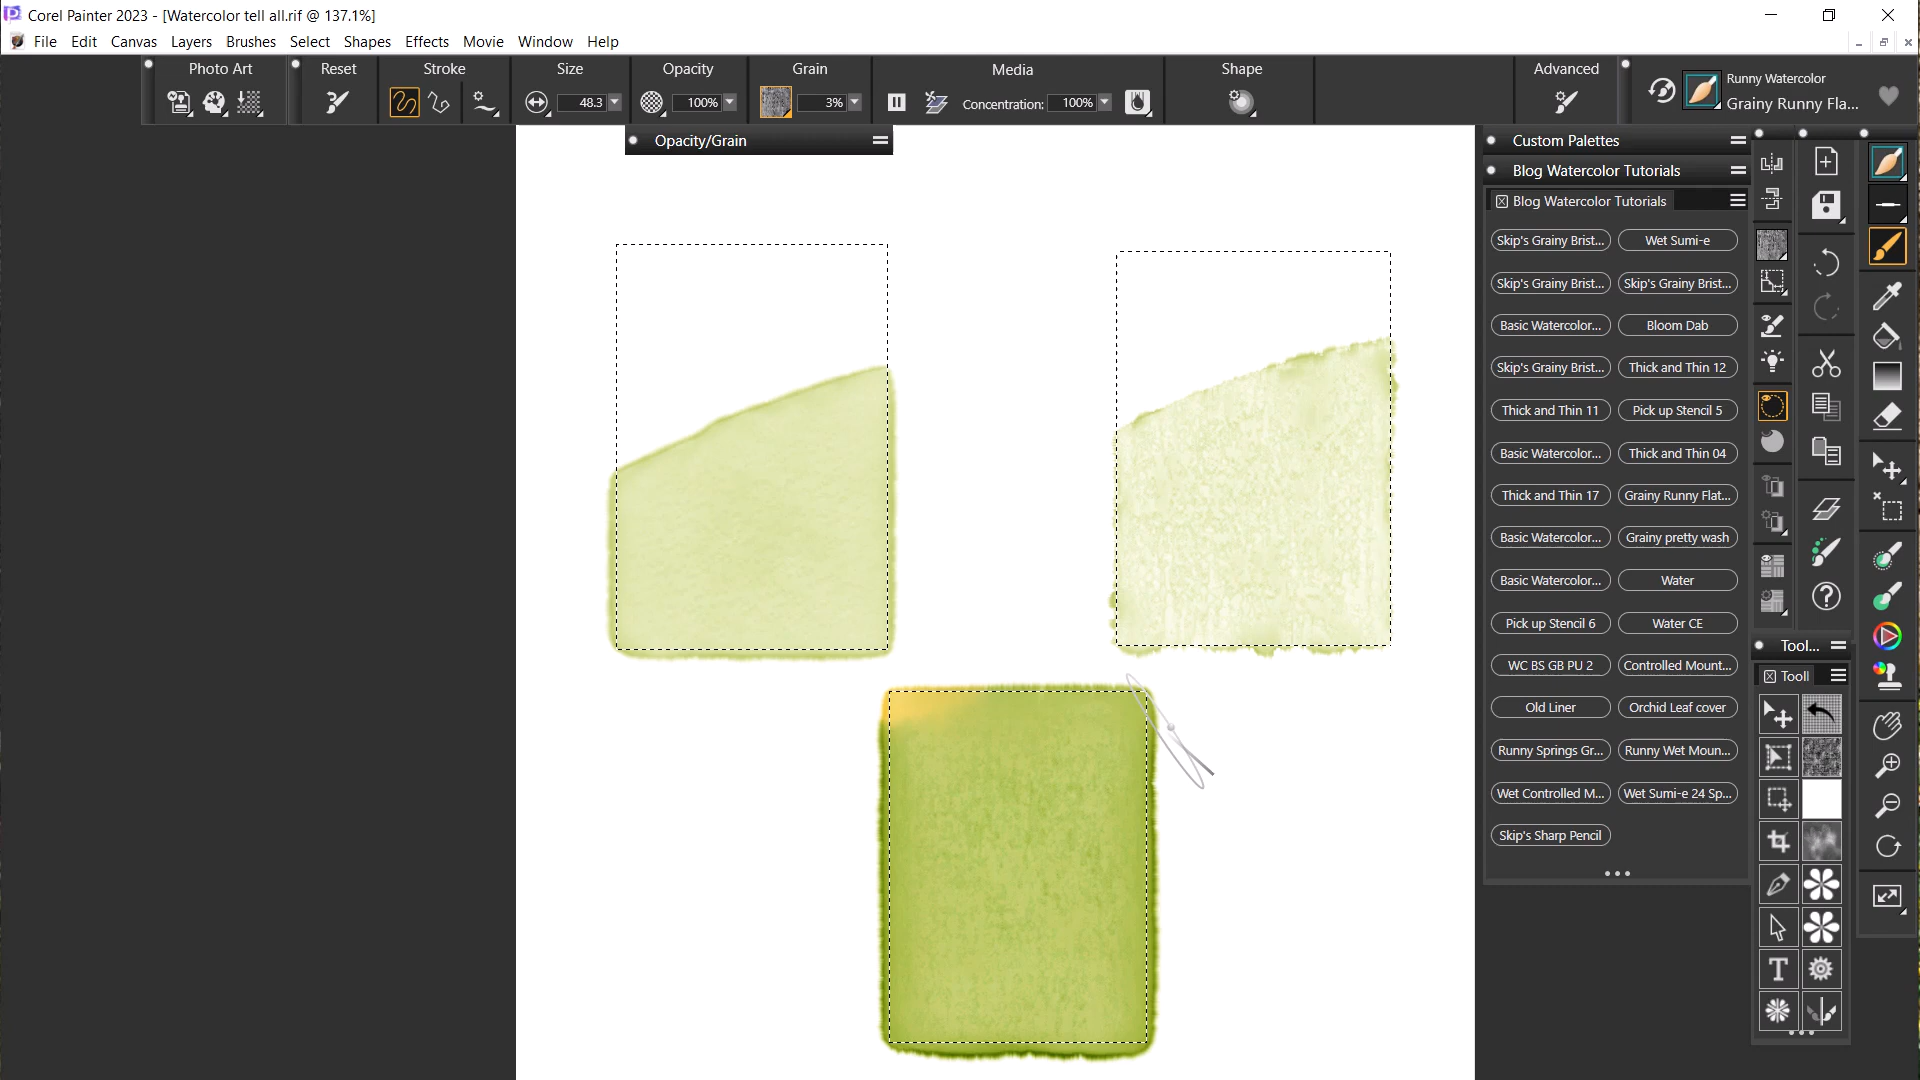 Corel Painter 2023 - [Watercolor tell all.rif @ 137.1%]
File Edit Canvas Layers Brushes Select Shapes Effects Movie Window Help
Photo Art Reset Stroke Size Opacity Grain Media Shape Advanced
Runny Watercolor
48.3 100% 3% Concentration: 100% Grainy Runny Fla...
Opacity/Grain
Custom Palettes
Blog Watercolor Tutorials
Blog Watercolor Tutorials
Skip's Grainy Brist... Wet Sumi-e
Skip's Grainy Brist... Skip's Grainy Brist...
Basic Watercolor... Bloom Dab
Skip's Grainy Brist... Thick and Thin 12
Thick and Thin 11 Pick up Stencil 5
Basic Watercolor... Thick and Thin 04
Thick and Thin 17 Grainy Runny Flat...
Basic Watercolor... Grainy pretty wash
Basic Watercolor... Water
Pick up Stencil 6 Water CE
WC BS GB PU 2 Controlled Mount...
Old Liner Orchid Leaf cover
Runny Springs Gr... Runny Wet Moun...
Wet Controlled M... Wet Sumi-e 24 Sp...
Skip's Sharp Pencil
Tool...
Tooll